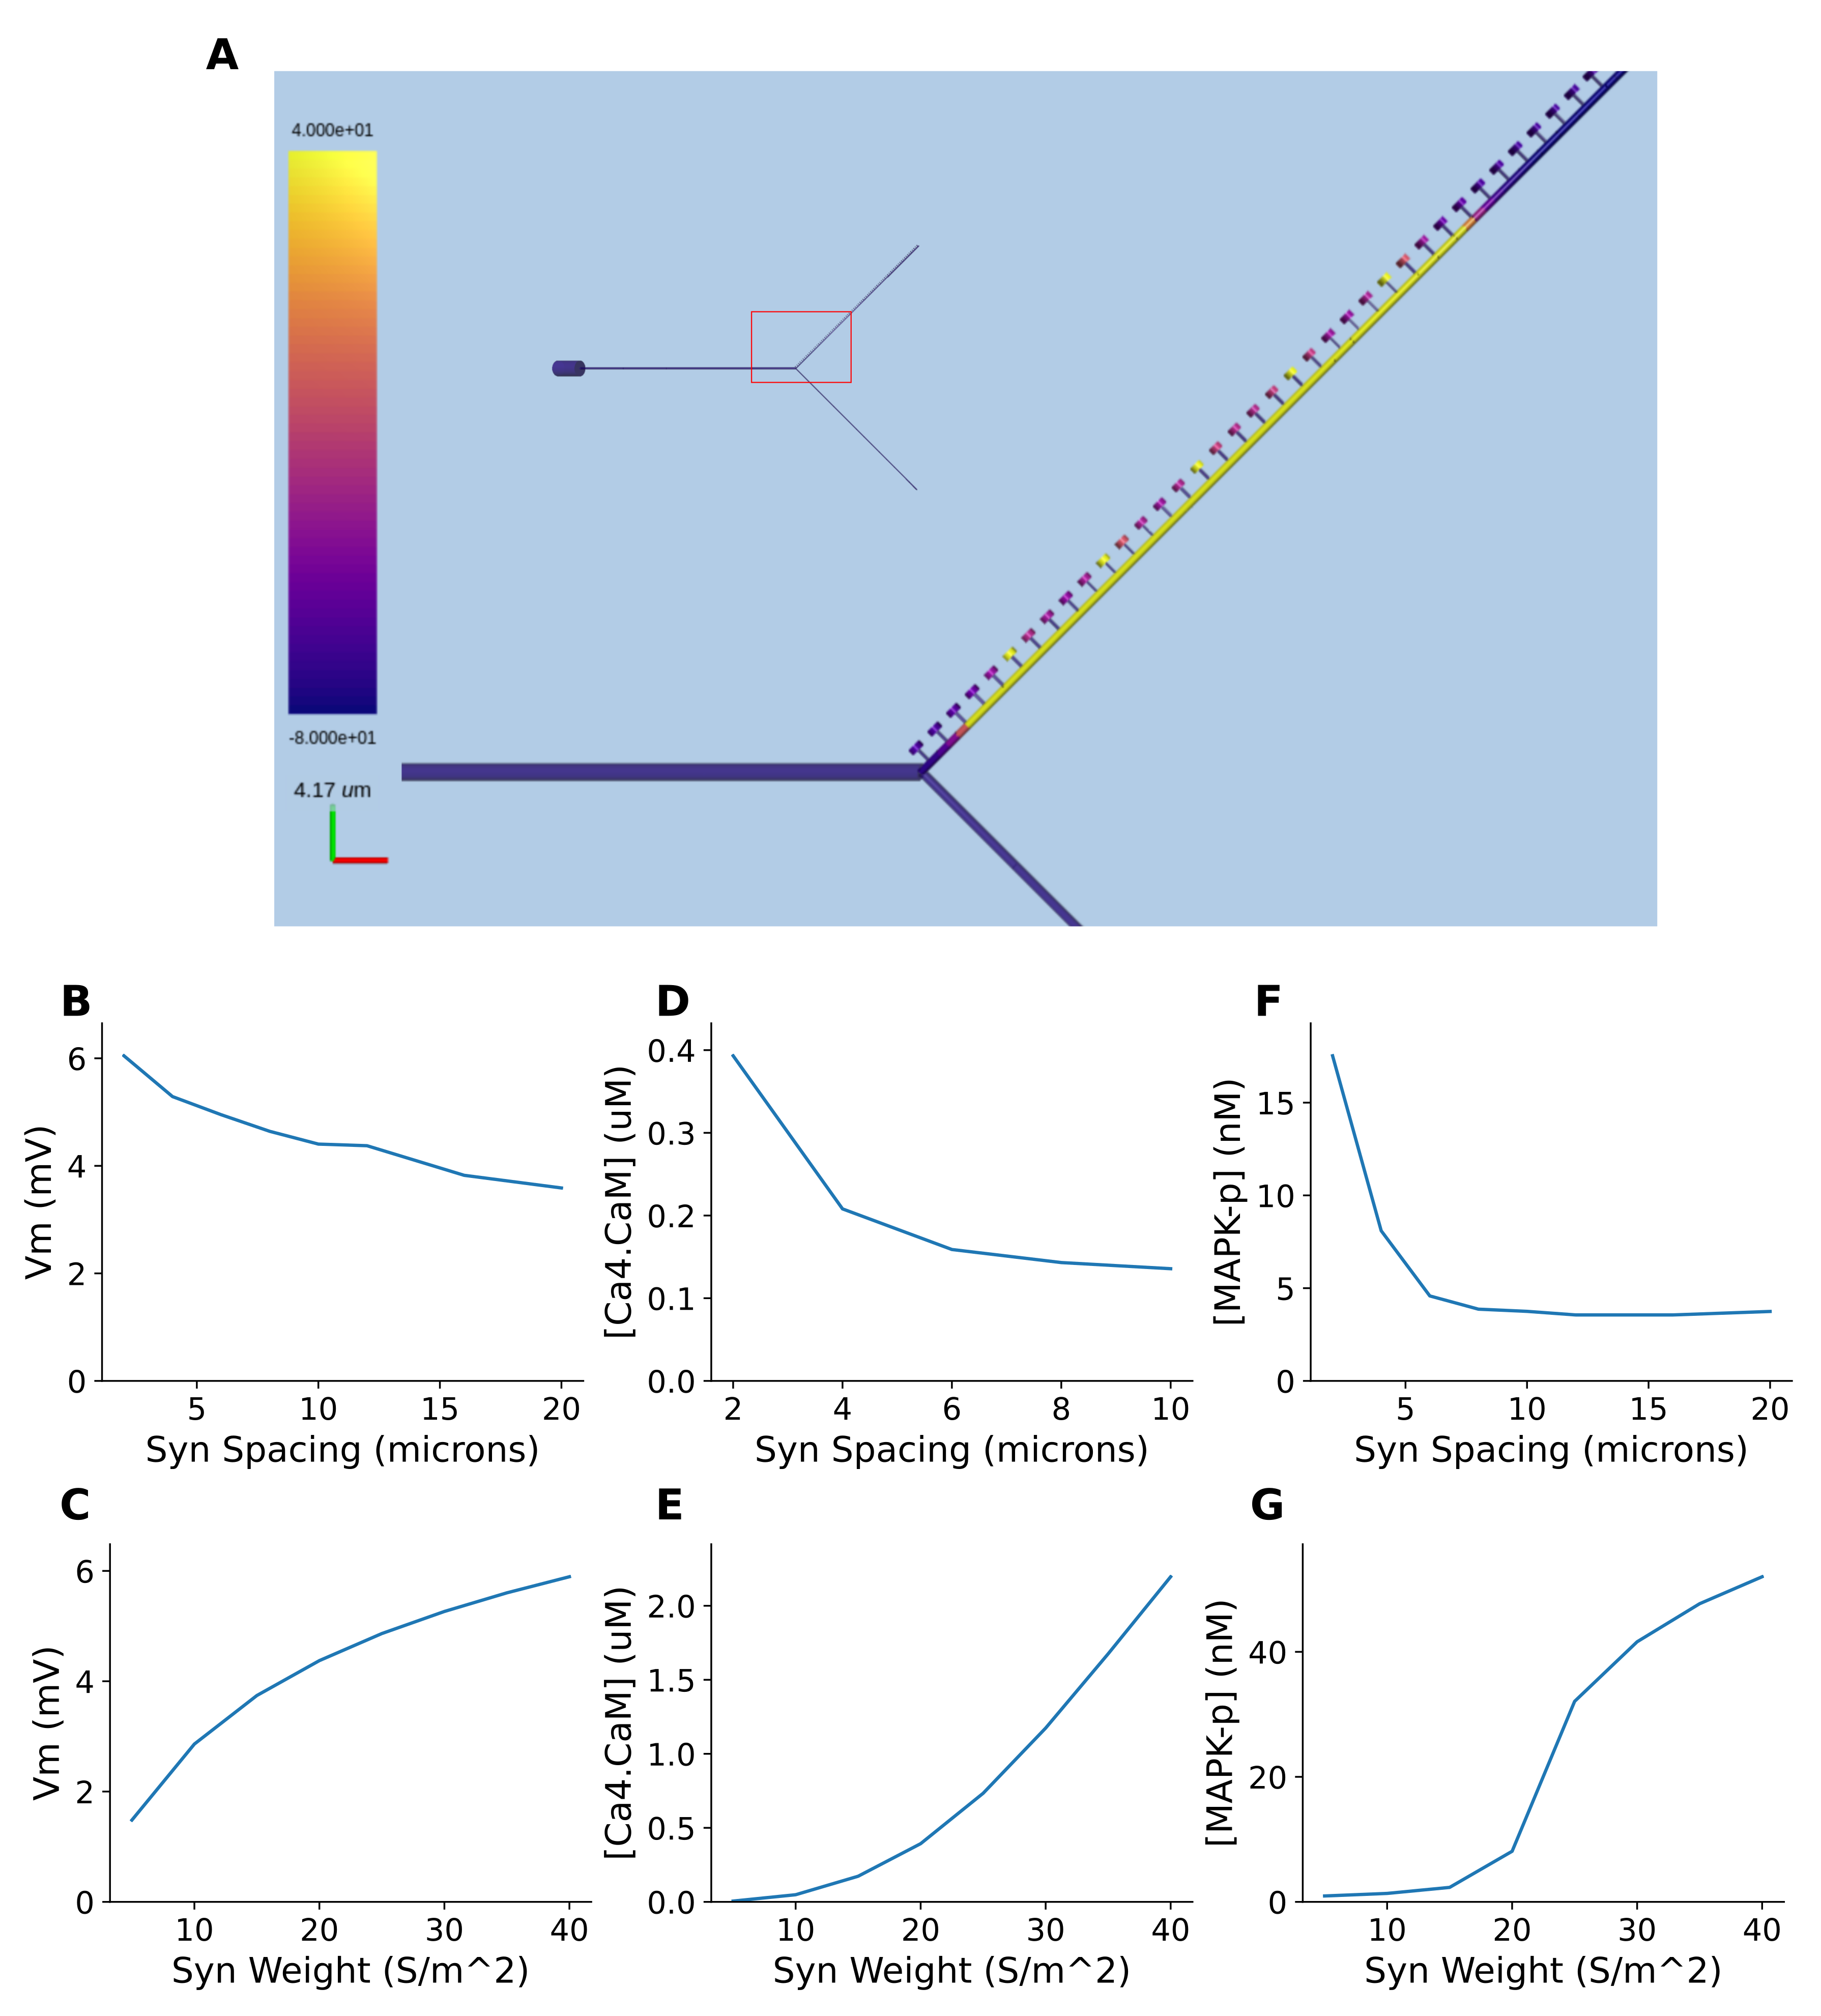 A
4.000e+01
-8.000e+01
4.17 um
B
Vm (mV)
6
4
2
0
5 10 15 20
Syn Spacing (microns)
D
[Ca4.CaM] (uM)
0.4
0.3
0.2
0.1
0.0
2 4 6 8 10
Syn Spacing (microns)
F
[MAPK-p] (nM)
15
10
5
0
5 10 15 20
Syn Spacing (microns)
C
Vm (mV)
6
4
2
0
10 20 30 40
Syn Weight (S/m^2)
E
[Ca4.CaM] (uM)
2.0
1.5
1.0
0.5
0.0
10 20 30 40
Syn Weight (S/m^2)
G
[MAPK-p] (nM)
40
20
0
10 20 30 40
Syn Weight (S/m^2)